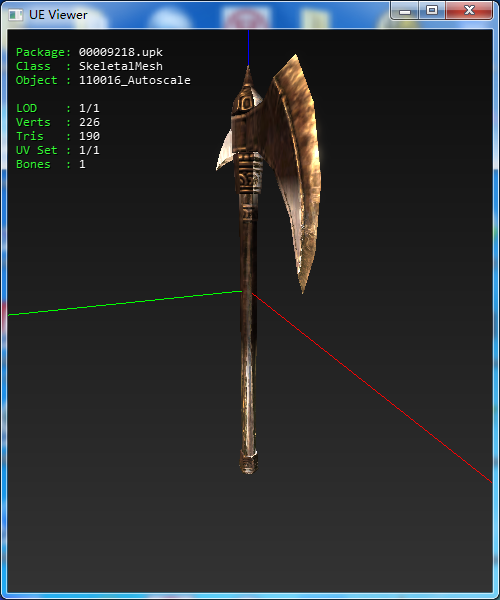 UE Viewer
Package: 00009218.upk
Class : SkeletalMesh
Object : 110016_Autoscale
LOD : 1/1
Verts : 226
Tris : 190
UV Set : 1/1
Bones : 1